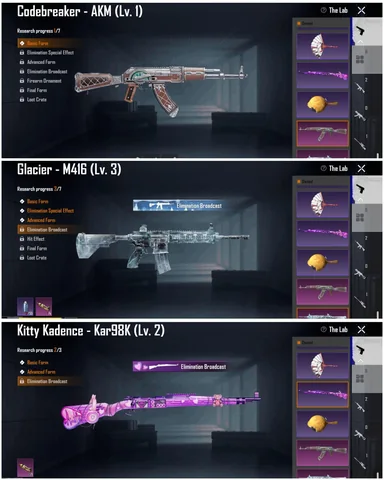 Codebreaker - AKM (Lv. 1)
The Lab
Research progress 1/7
Basic Form
Elimination Special Effect
Advanced Form
Elimination Broadcast
Firearm Ornament
Final Form
Loot Crate
Glacier - M416 (Lv. 3)
The Lab
Research progress 3/7
Basic Form
Elimination Special Effect
Advanced Form
Elimination Broadcast
Hit Effect
Final Form
Loot Crate
Elimination Broadcast
Kitty Kadence - Kar98K (Lv. 2)
The Lab
Research progress 2/3
Basic Form
Advanced Form
Elimination Broadcast
Elimination Broadcast